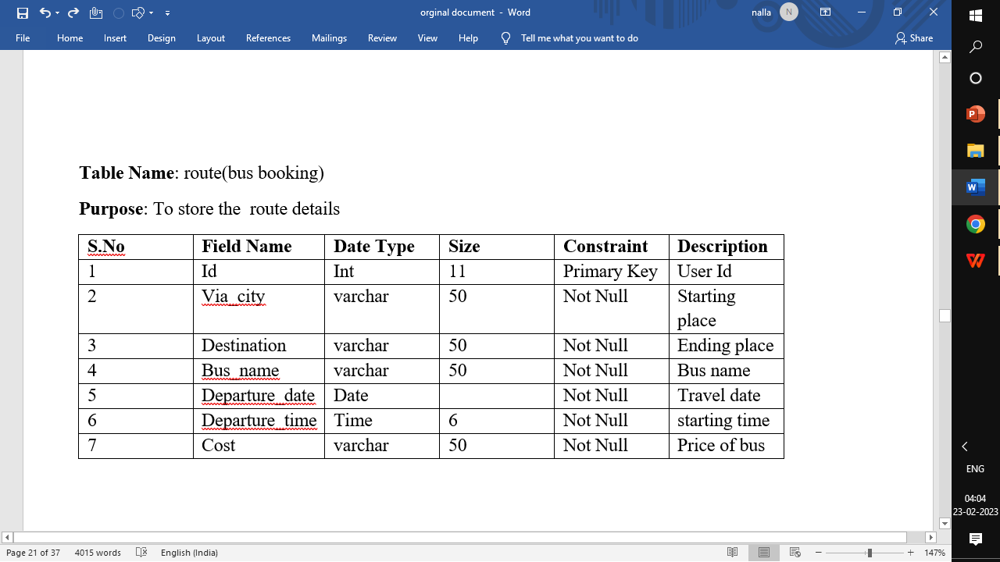 orginal document - Word
nalla N
File Home Insert Design Layout References Mailings Review View Help Tell me what you want to do Share
Table Name: route(bus booking)
Purpose: To store the  route details
S.No Field Name Date Type Size Constraint Description
1 Id Int 11 Primary Key User Id
2 Via_city varchar 50 Not Null Starting
place
3 Destination varchar 50 Not Null Ending place
4 Bus_name varchar 50 Not Null Bus name
5 Departure_date Date Not Null Travel date
6 Departure_time Time 6 Not Null starting time
7 Cost varchar 50 Not Null Price of bus
ENG
04:04
23-02-2023
Page 21 of 37 4015 words English (India) 147%